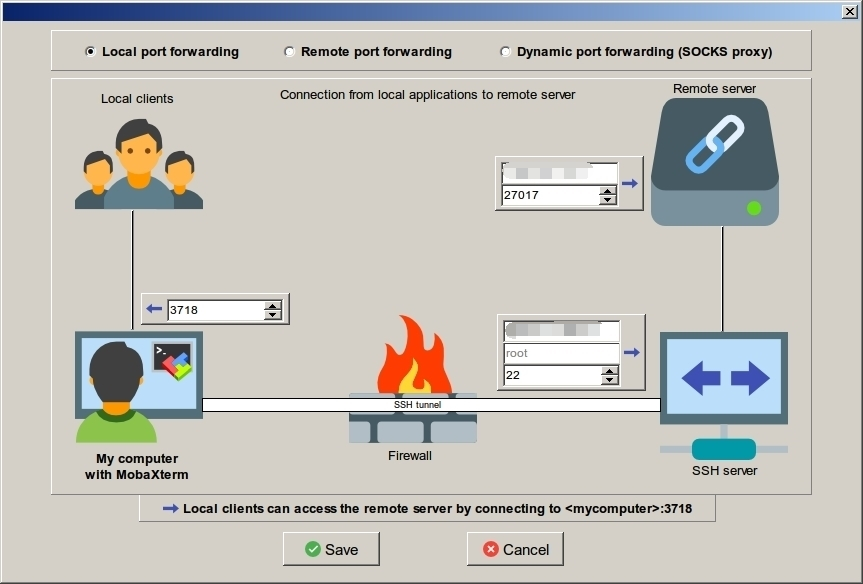 Local port forwarding
Remote port forwarding
Dynamic port forwarding (SOCKS proxy)
Local clients
Connection from local applications to remote server
Remote server
27017
3718
>_
root
22
SSH tunnel
My computer
with MobaXterm
Firewall
SSH server
Local clients can access the remote server by connecting to <mycomputer>:3718
Save
Cancel